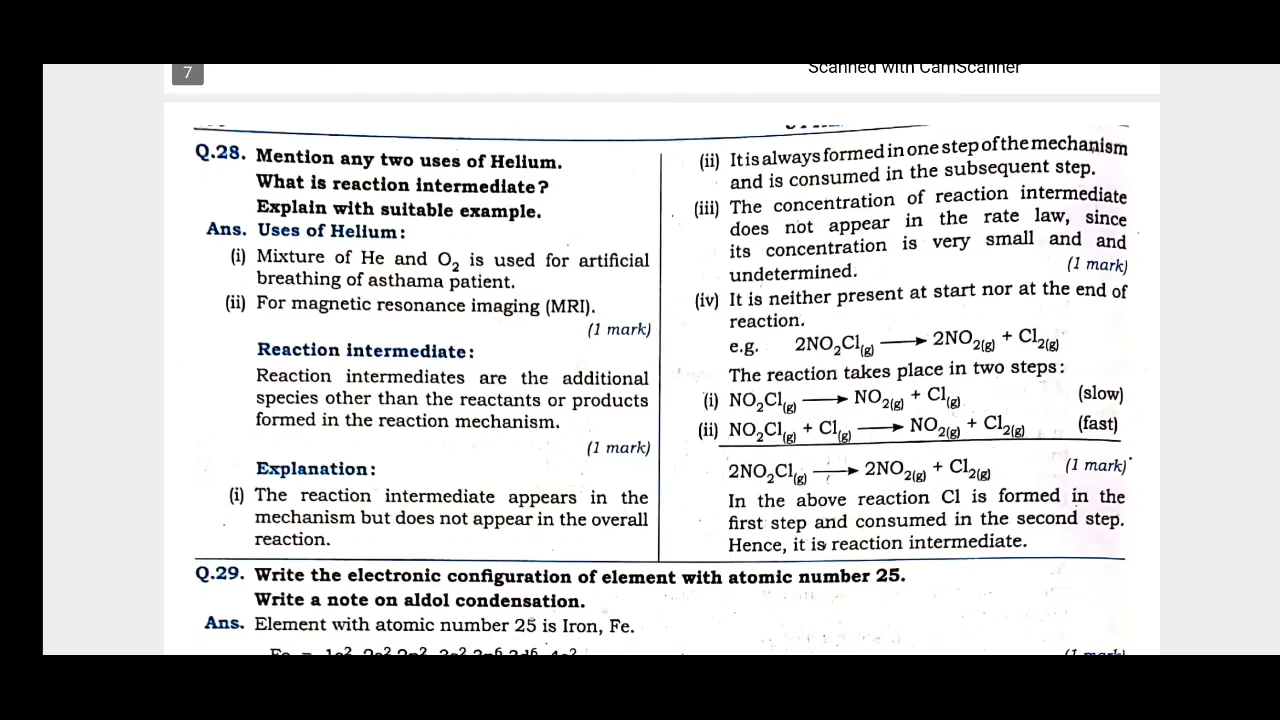 7
Scanned with CamScanner
Q.28. Mention any two uses of Helium.
What is reaction intermediate?
Explain with suitable example.
Ans. Uses of Helium:
(i) Mixture of He and O₂ is used for artificial
breathing of asthama patient.
(ii) For magnetic resonance imaging (MRI).
(1 mark)
Reaction intermediate:
Reaction intermediates are the additional
species other than the reactants or products
formed in the reaction mechanism.
(1 mark)
Explanation:
(i) The reaction intermediate appears in the
mechanism but does not appear in the overall
reaction.
(ii) It is always formed in one step of the mechanism
and is consumed in the subsequent step.
(iii) The concentration of reaction intermediate
does not appear in the rate law, since
its concentration is very small and and
undetermined. (1 mark)
(iv) It is neither present at start nor at the end of
reaction.
e.g. 2NO₂Cl(g) ⟶ 2NO₂(g) + Cl₂(g)
The reaction takes place in two steps:
(i) NO₂Cl(g) ⟶ NO₂(g) + Cl(g) (slow)
(ii) NO₂Cl(g) + Cl(g) ⟶ NO₂(g) + Cl₂(g) (fast)
2NO₂Cl(g) ⟶ 2NO₂(g) + Cl₂(g) (1 mark)
In the above reaction Cl is formed in the
first step and consumed in the second step.
Hence, it is reaction intermediate.
Q.29. Write the electronic configuration of element with atomic number 25.
Write a note on aldol condensation.
Ans. Element with atomic number 25 is Iron, Fe.